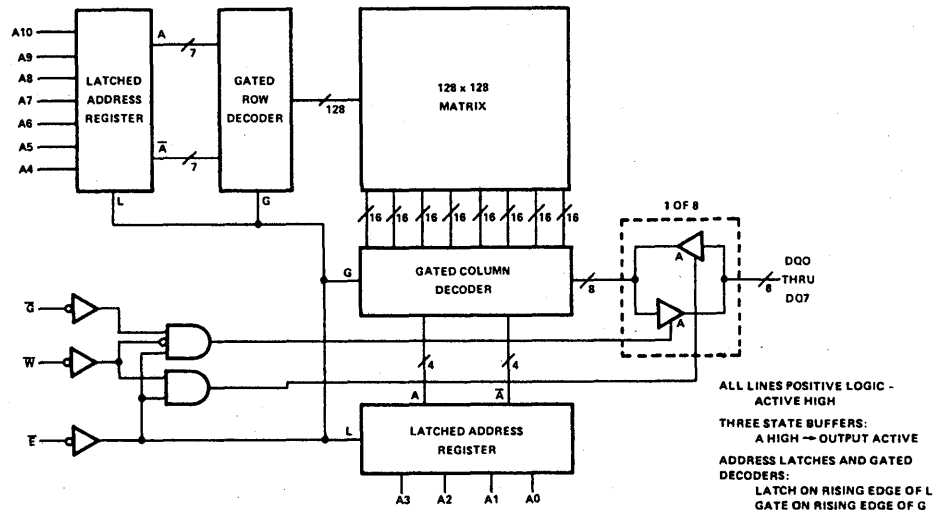 A10
A9
A8
A7
A6
A5
A4
LATCHED
ADDRESS
REGISTER
A
7
A̅
7
L
GATED
ROW
DECODER
G
128
128 x 128
MATRIX
16 16 16 16 16 16 16 16
G
GATED COLUMN
DECODER
8
1 OF 8
A
A
8
DQ0
THRU
DQ7
G̅
W̅
E̅
4
4
A
A̅
L
LATCHED ADDRESS
REGISTER
A3 A2 A1 A0
ALL LINES POSITIVE LOGIC –
ACTIVE HIGH
THREE STATE BUFFERS:
A HIGH → OUTPUT ACTIVE
ADDRESS LATCHES AND GATED
DECODERS:
LATCH ON RISING EDGE OF L
GATE ON RISING EDGE OF G